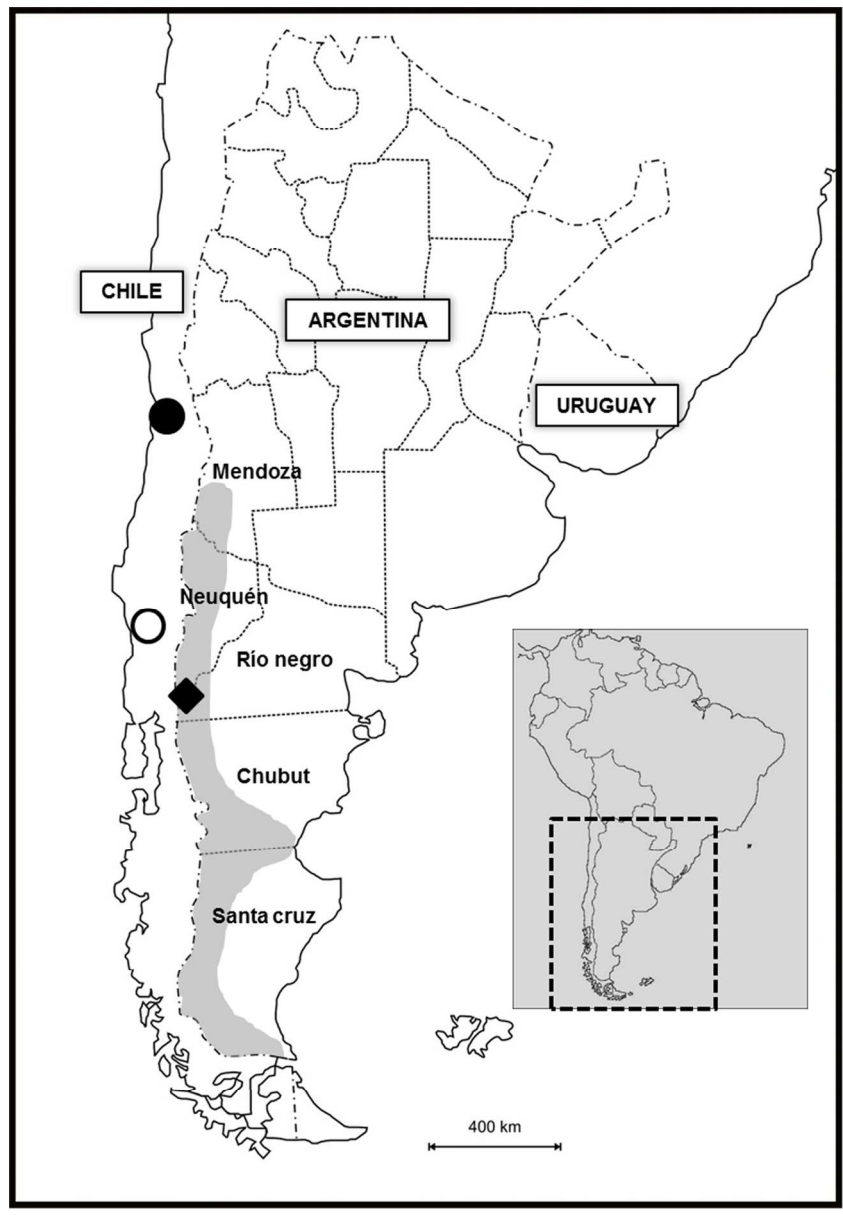 CHILE
ARGENTINA
URUGUAY
Mendoza
Neuquén
Río negro
Chubut
Santa cruz
400 km